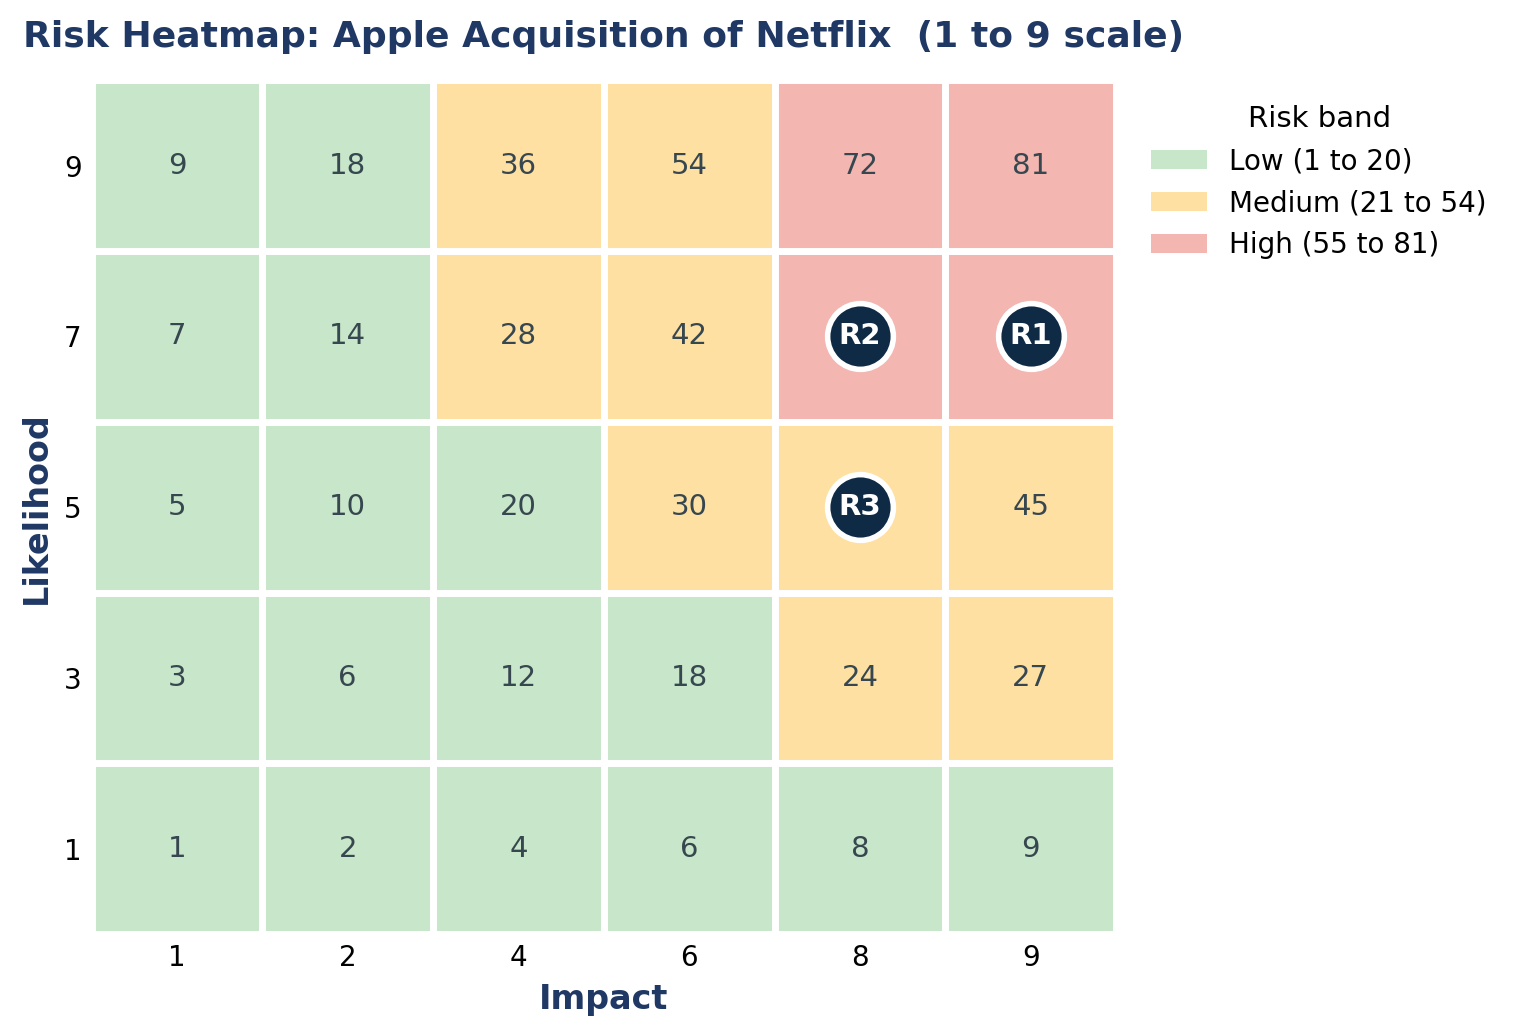 Risk Heatmap: Apple Acquisition of Netflix  (1 to 9 scale)
Risk band
Low (1 to 20)
Medium (21 to 54)
High (55 to 81)
Likelihood
9 9 18 36 54 72 81
7 7 14 28 42 R2 R1
5 5 10 20 30 R3 45
3 3 6 12 18 24 27
1 1 2 4 6 8 9
1 2 4 6 8 9
Impact